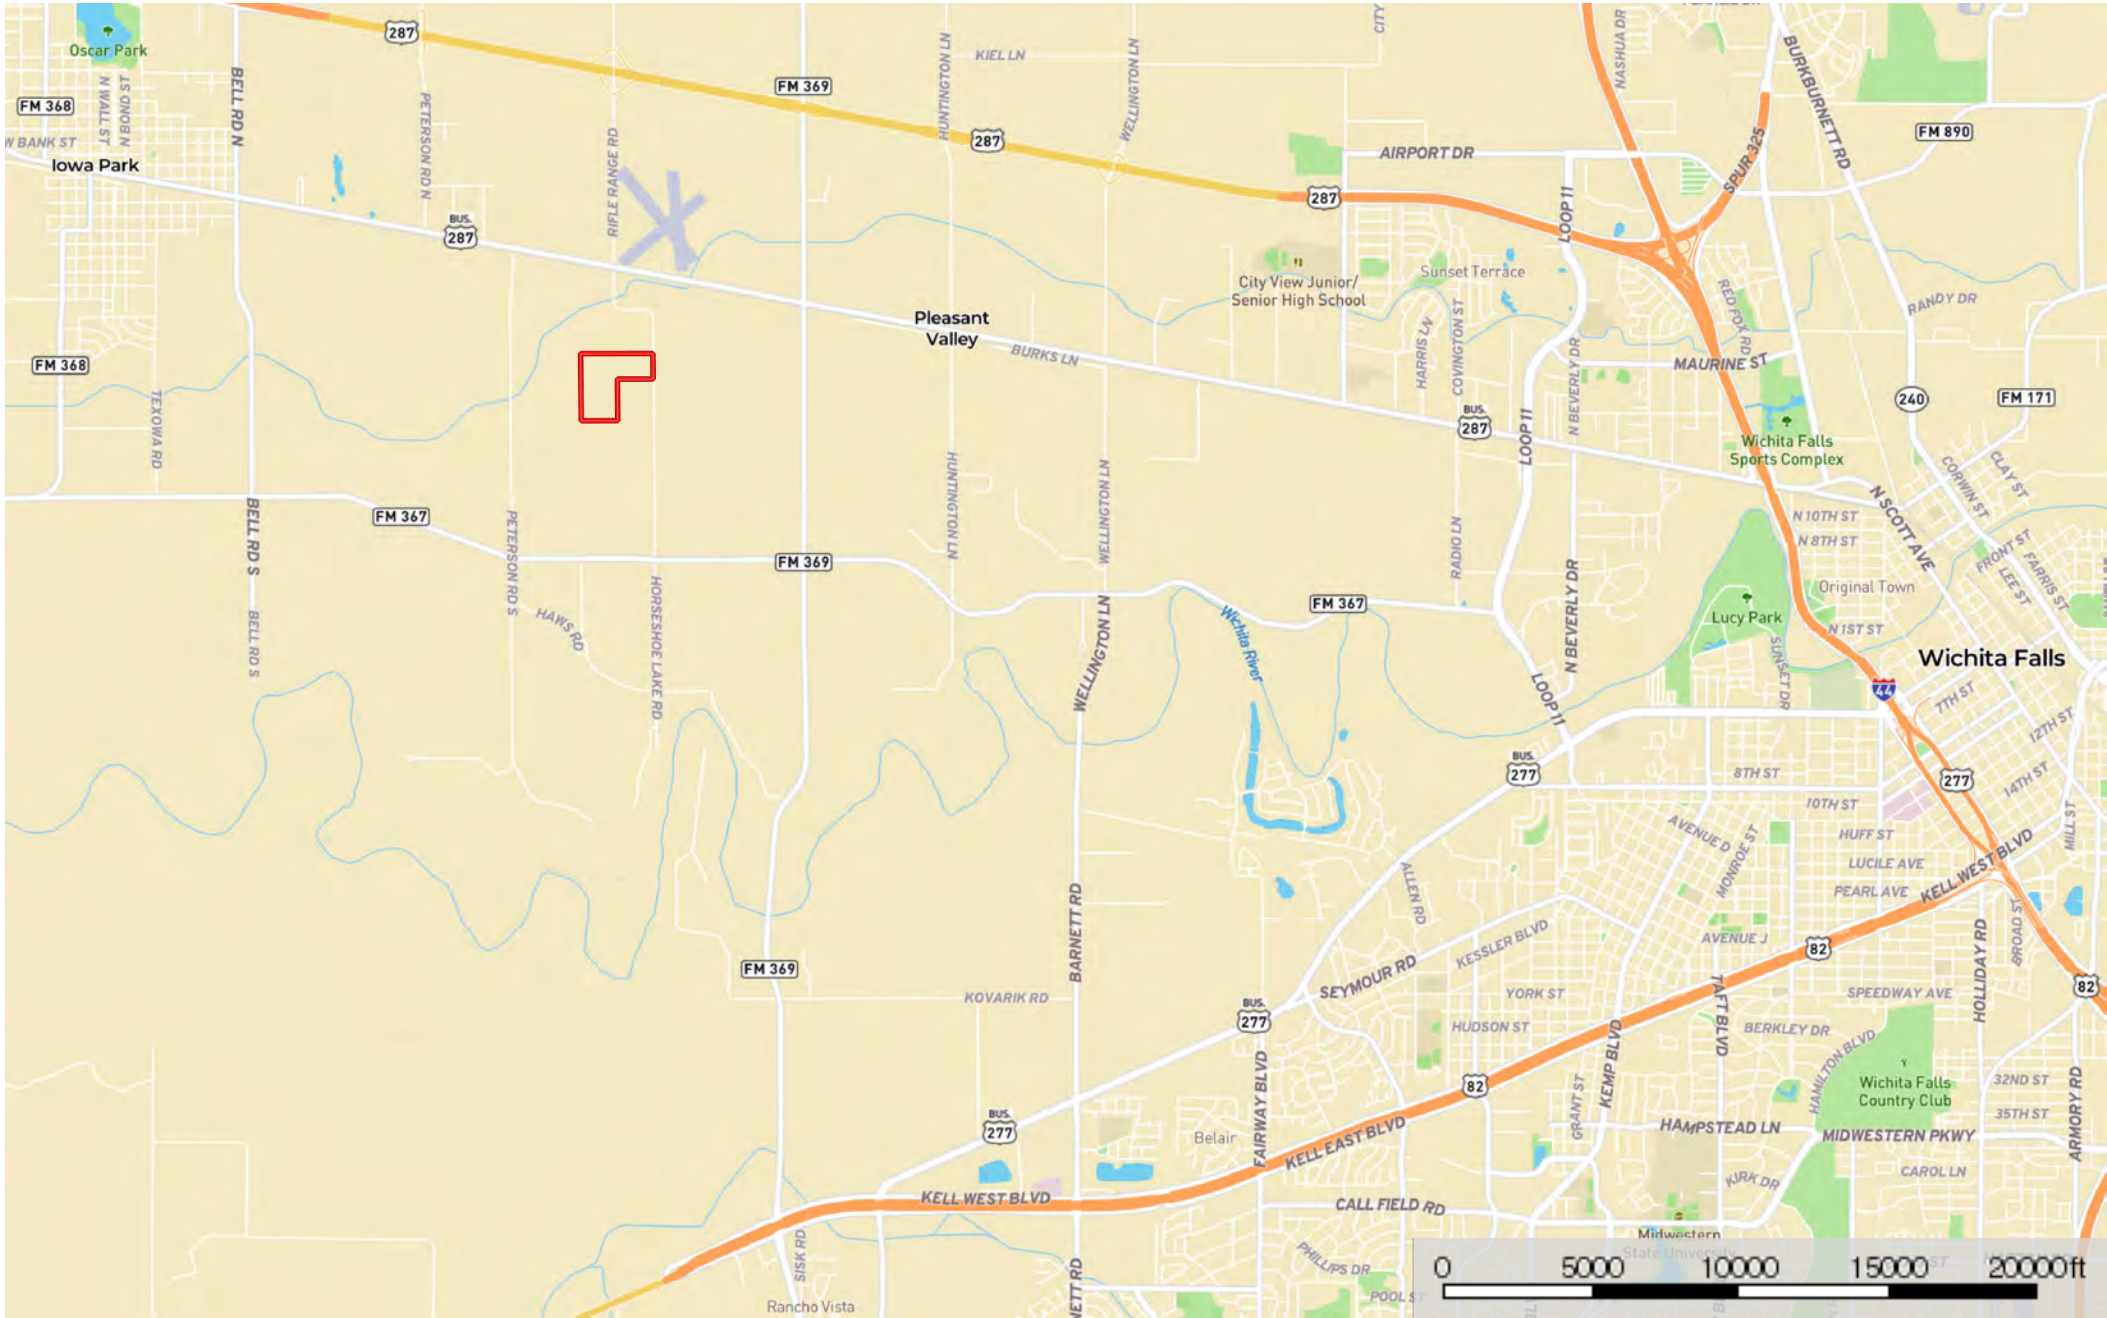 287
Oscar Park
N WALL ST
N BOND ST
BELL RD N
FM 368
W BANK ST
Iowa Park
PETERSON RD N
BUS.
287
RIFLE RANGE RD
FM 369
HUNTINGTON LN
KIEL LN
WELLINGTON LN
CITY
287
AIRPORT DR
287
NASHUA DR
BURKBURNETT RD
SPUR 325
FM 890
LOOP 11
City View Junior/
Senior High School
Sunset Terrace
RED FOX RD
RANDY DR
Pleasant
Valley
BURKS LN
HARRIS LN
COVINGTON ST
N BEVERLY DR
MAURINE ST
FM 368
TEXOWA RD
BUS.
287
LOOP 11
240
FM 171
Wichita Falls
Sports Complex
CORWIN ST
CLAY ST
BELL RD S
FM 367
PETERSON RD S
HUNTINGTON LN
WELLINGTON LN
RADIO LN
N SCOTT AVE
N 10TH ST
N 8TH ST
FRONT ST
FARRIS ST
LEE ST
FM 369
HORSESHOE LAKE RD
HAWS RD
BELL RD S
WELLINGTON LN
Wichita River
FM 367
N BEVERLY DR
Original Town
Lucy Park
N 1ST ST
SUNSET DR
Wichita Falls
44
LOOP 11
7TH ST
12TH ST
BUS.
277
8TH ST
277
14TH ST
10TH ST
AVENUE D
MONROE ST
HUFF ST
LUCILE AVE
PEARL AVE
KELL WEST BLVD
MILL ST
ALLEN RD
BARNETT RD
FM 369
KOVARIK RD
SEYMOUR RD
KESSLER BLVD
AVENUE J
82
HOLLIDAY RD
BROAD ST
82
YORK ST
TAFT BLVD
SPEEDWAY AVE
BUS.
277
HUDSON ST
BERKLEY DR
FAIRWAY BLVD
KEMP BLVD
HAMILTON BLVD
82
GRANT ST
Wichita Falls
Country Club
32ND ST
35TH ST
ARMORY RD
BUS.
277
Belair
KELL EAST BLVD
HAMPSTEAD LN
MIDWESTERN PKWY
CAROL LN
KIRK DR
KELL WEST BLVD
CALL FIELD RD
SISK RD
Midwestern
State University
PHILLIPS DR
POOL ST
Rancho Vista
NETT RD
0 5000 10000 15000 20000ft